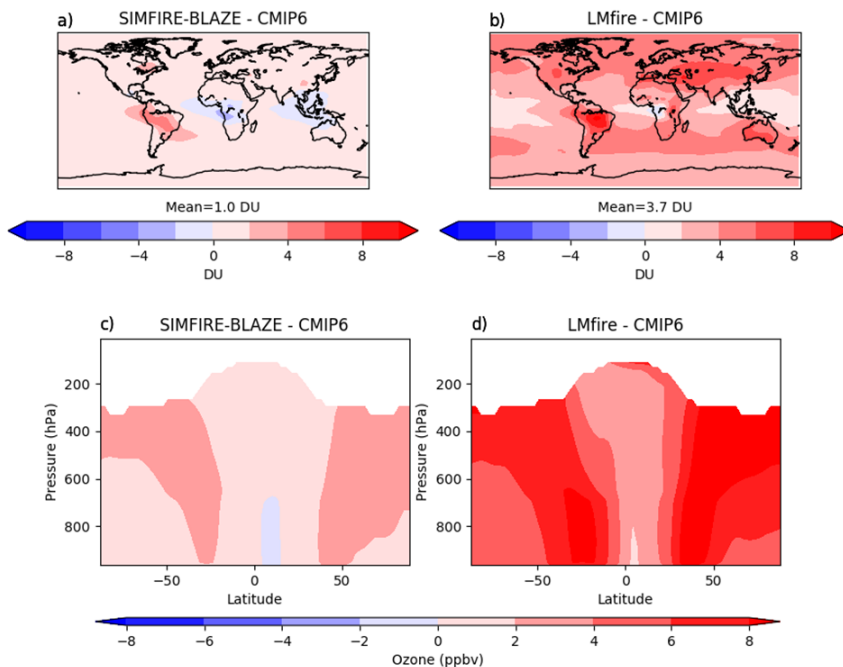 a) SIMFIRE-BLAZE - CMIP6
b) LMfire - CMIP6
Mean=1.0 DU
Mean=3.7 DU
−8 −4 0 4 8
DU
−8 −4 0 4 8
DU
c) SIMFIRE-BLAZE - CMIP6
d) LMfire - CMIP6
Pressure (hPa)
200
400
600
800
−50 0 50
Latitude
Pressure (hPa)
200
400
600
800
−50 0 50
Latitude
−8 −6 −4 −2 0 2 4 6 8
Ozone (ppbv)